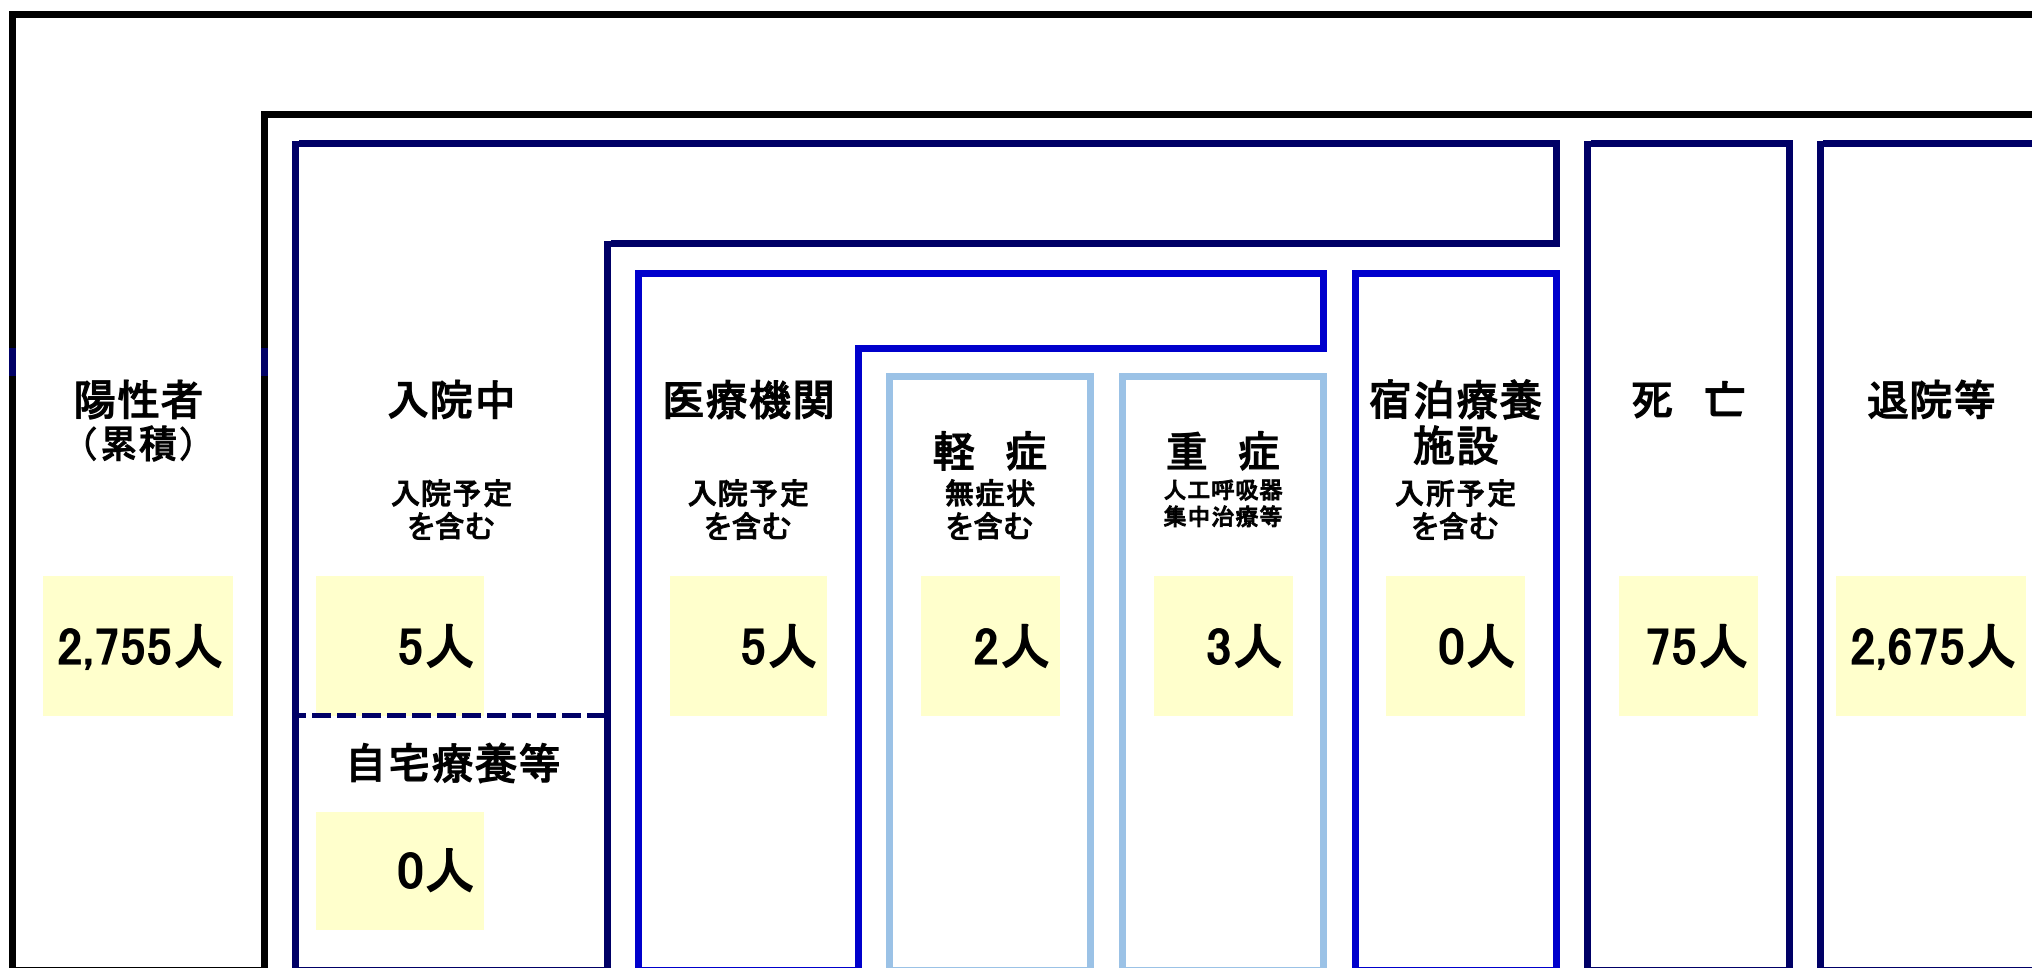 陽性者
（累積）
2,755人
入院中
入院予定
を含む
5人
自宅療養等
0人
医療機関
入院予定
を含む
5人
軽　症
無症状
を含む
2人
重　症
人工呼吸器
集中治療等
3人
宿泊療養
施設
入所予定
を含む
0人
死　亡
75人
退院等
2,675人